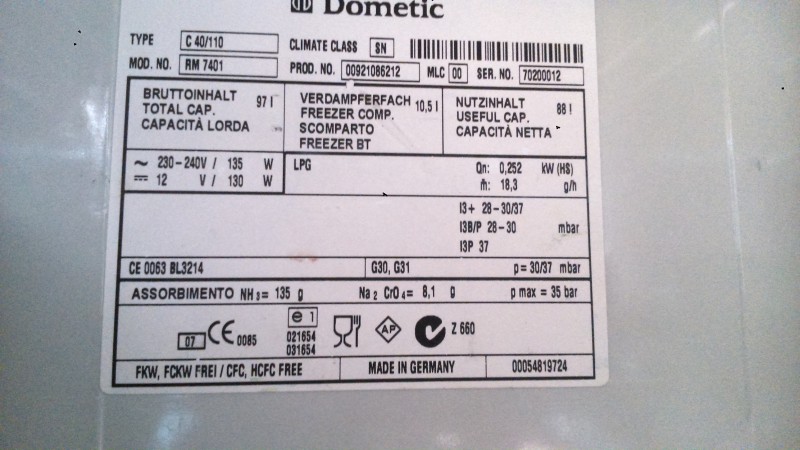 Dometic
TYPE C 40/110 CLIMATE CLASS SN
MOD. NO. RM 7401 PROD. NO. 00921086212 MLC 00 SER. NO. 70200012
BRUTTOINHALT
TOTAL CAP. 97 l
CAPACITÀ LORDA
VERDAMPFERFACH 10,5 l
FREEZER COMP.
SCOMPARTO
FREEZER BT
NUTZINHALT
USEFUL CAP. 88 l
CAPACITÀ NETTA
~ 230-240V / 135 W
⎓ 12 V / 130 W
LPG Qn: 0,252 kW (HS)
ṁ: 18,3 g/h
I3+ 28-30/37
I3B/P 28-30 mbar
I3P 37
CE 0063 BL3214 G30, G31 p = 30/37 mbar
ASSORBIMENTO NH3 = 135 g Na2 CrO4 = 8,1 g p max = 35 bar
07 CE 0085
e 1
021654
031654
AP
Z 660
FKW, FCKW FREI / CFC, HCFC FREE MADE IN GERMANY 00054819724